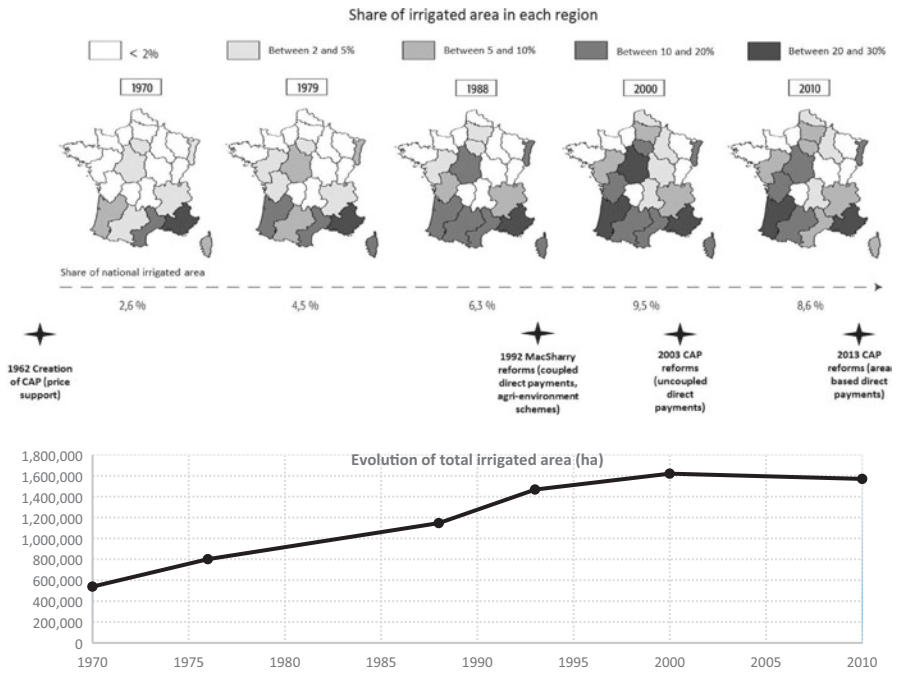 Share of irrigated area in each region
< 2%
Between 2 and 5%
Between 5 and 10%
Between 10 and 20%
Between 20 and 30%
1970
1979
1988
2000
2010
Share of national irrigated area
2,6 %
4,5 %
6,5 %
9,5 %
8,6 %
1962 Creation
of CAP (price
support)
1992 MacSharry
reforms (coupled
direct payments,
agri-environment
schemes)
2003 CAP
reforms
(uncoupled
direct
payments)
2013 CAP
reforms (area
based direct
payments)
Evolution of total irrigated area (ha)
1,800,000
1,600,000
1,400,000
1,200,000
1,000,000
800,000
600,000
400,000
200,000
0
1970 1975 1980 1985 1990 1995 2000 2005 2010